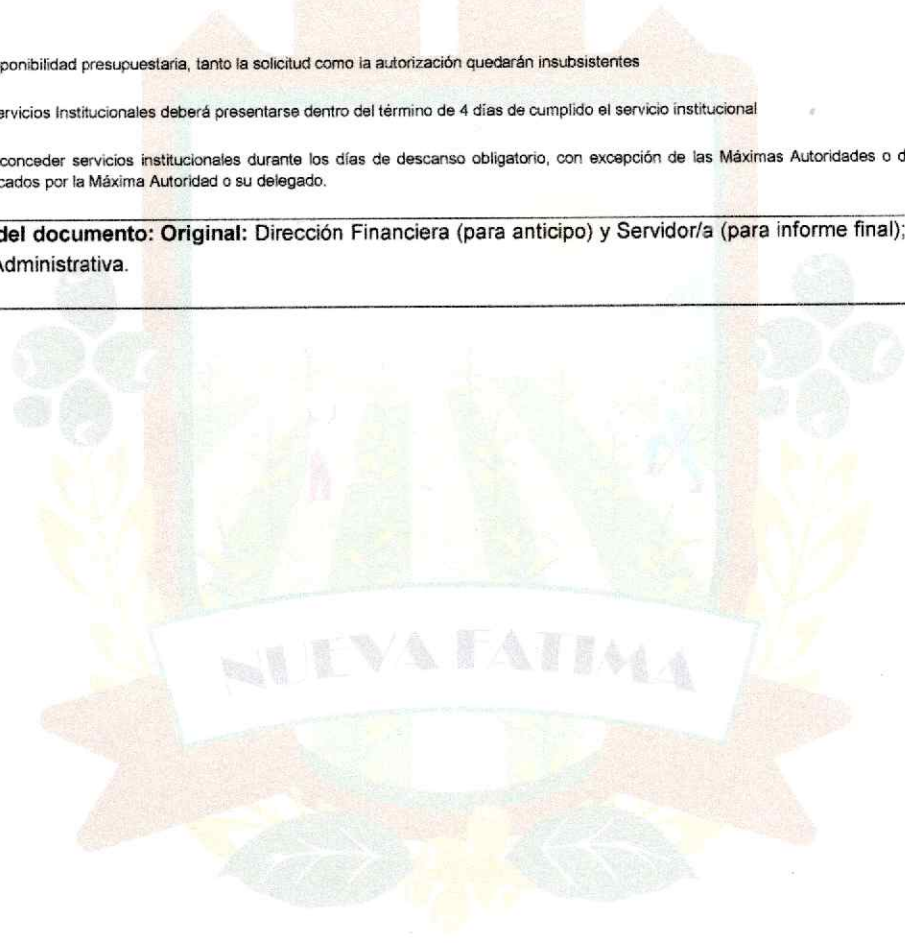 ponibilidad presupuestaria, tanto la solicitud como la autorización quedarán insubsistentes
ervicios Institucionales deberá presentarse dentro del término de 4 días de cumplido el servicio institucional
conceder servicios institucionales durante los días de descanso obligatorio, con excepción de las Máximas Autoridades o d
cados por la Máxima Autoridad o su delegado.
del documento: Original: Dirección Financiera (para anticipo) y Servidor/a (para informe final);
Administrativa.
NUEVA FATIMA